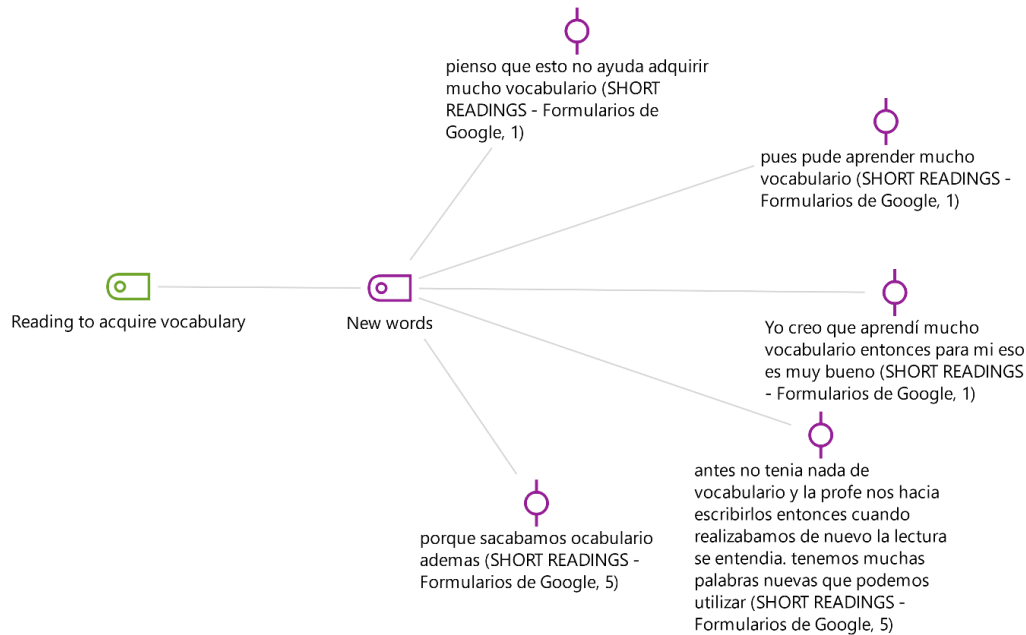 pienso que esto no ayuda adquirir
mucho vocabulario (SHORT
READINGS - Formularios de
Google, 1)
pues pude aprender mucho
vocabulario (SHORT READINGS -
Formularios de Google, 1)
Reading to acquire vocabulary
New words
Yo creo que aprendí mucho
vocabulario entonces para mi eso
es muy bueno (SHORT READINGS
- Formularios de Google, 1)
porque sacabamos ocabulario
ademas (SHORT READINGS -
Formularios de Google, 5)
antes no tenia nada de
vocabulario y la profe nos hacia
escribirlos entonces cuando
realizabamos de nuevo la lectura
se entendia. tenemos muchas
palabras nuevas que podemos
utilizar (SHORT READINGS -
Formularios de Google, 5)